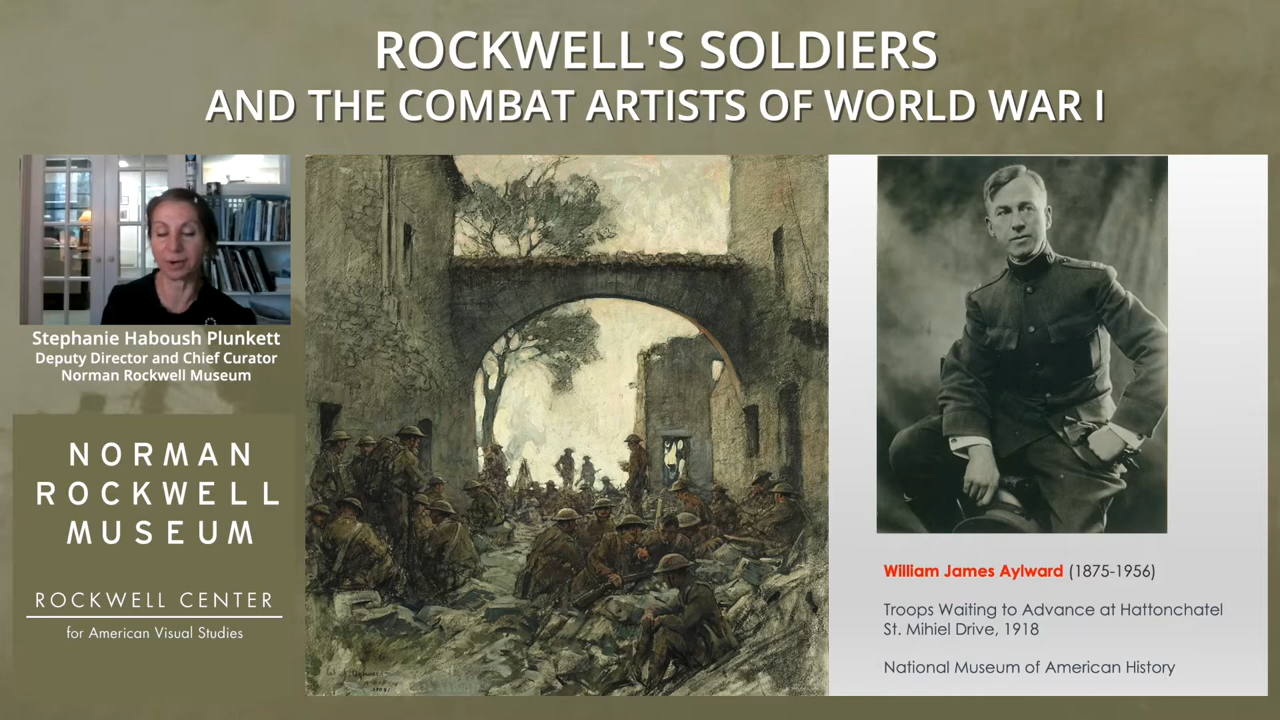 ROCKWELL'S SOLDIERS
AND THE COMBAT ARTISTS OF WORLD WAR I
Stephanie Haboush Plunkett
Deputy Director and Chief Curator
Norman Rockwell Museum
NORMAN
ROCKWELL
MUSEUM
ROCKWELL CENTER
for American Visual Studies
William James Aylward (1875-1956)
Troops Waiting to Advance at Hattonchatel
St. Mihiel Drive, 1918
National Museum of American History